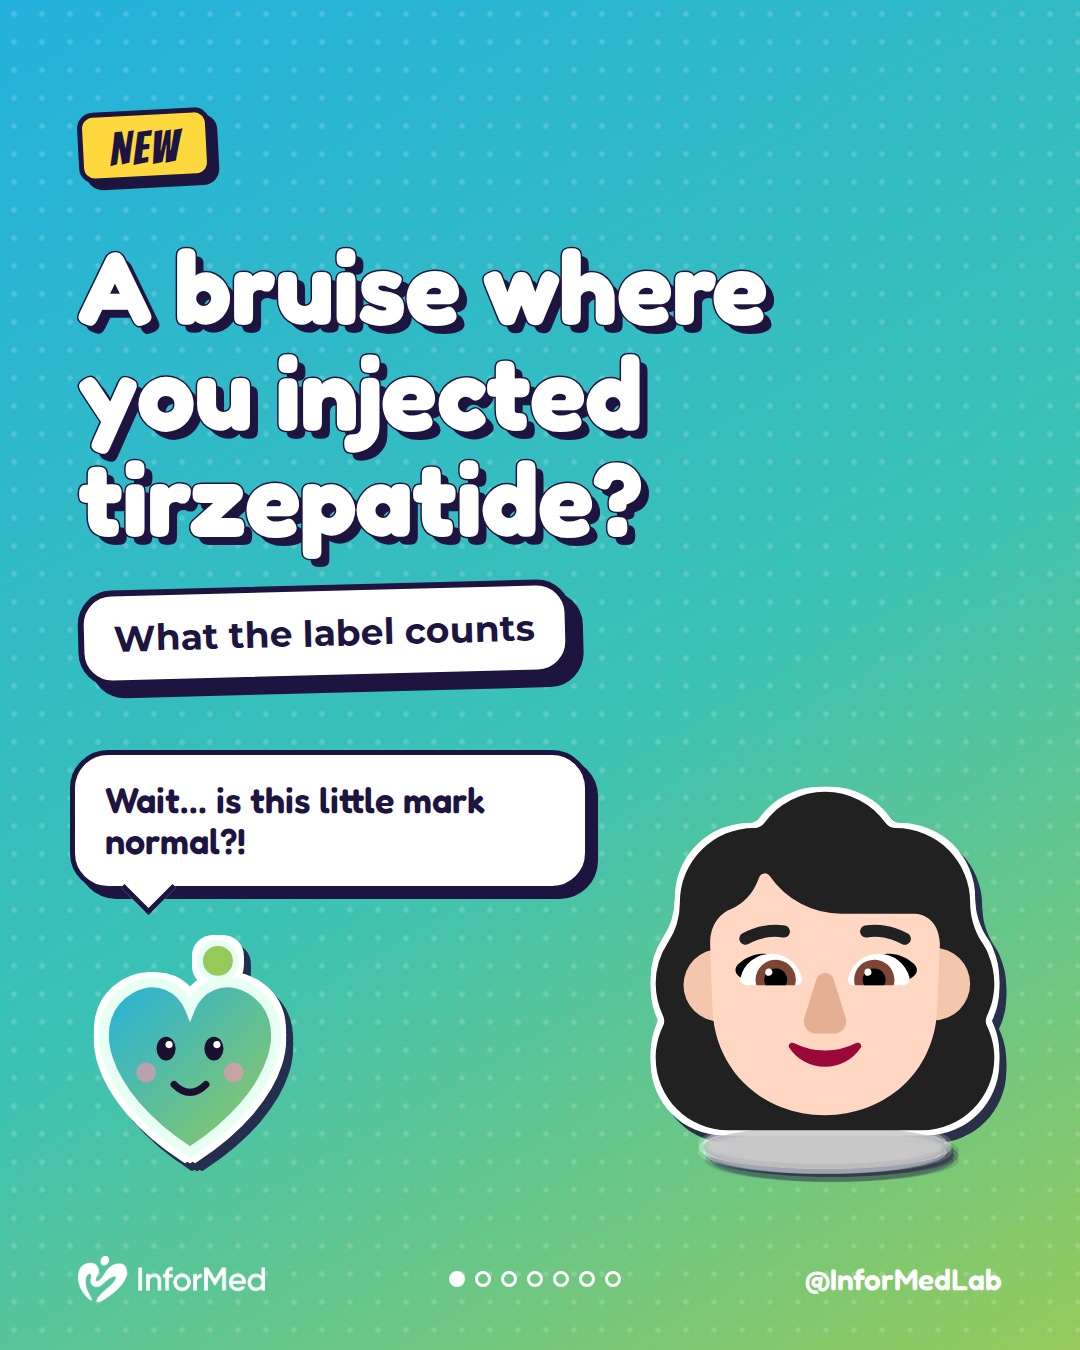 NEW
A bruise where
you injected
tirzepatide?
What the label counts
Wait... is this little mark
normal?!
InforMed
@InforMedLab